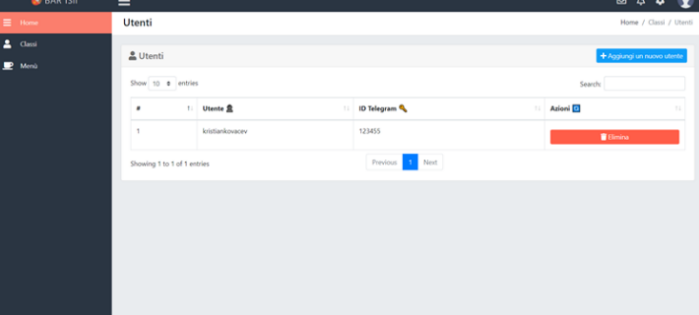 BAR ISII
Home
Classi
Menù
Utenti
Home / Classi / Utenti
Utenti
Aggiungi un nuovo utente
Show 10 entries
Search:
# Utente ID Telegram Azioni
1 kristiankovacev 123455 Elimina
Showing 1 to 1 of 1 entries
Previous 1 Next